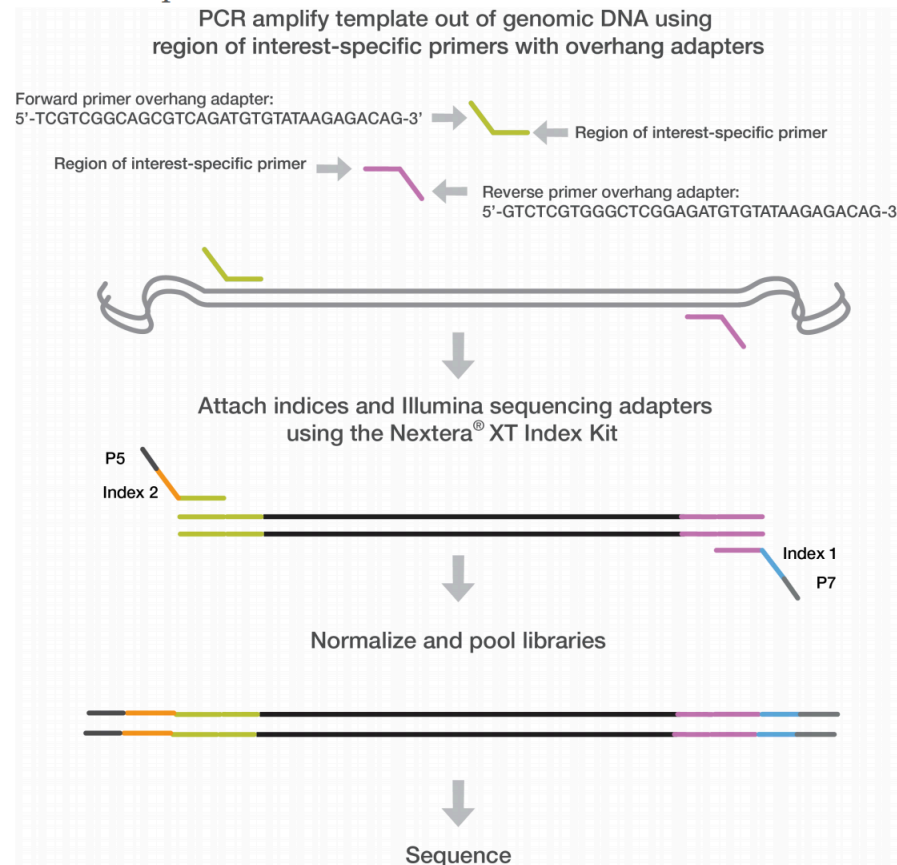 PCR amplify template out of genomic DNA using
region of interest-specific primers with overhang adapters
Forward primer overhang adapter:
5’-TCGTCGGCAGCGTCAGATGTGTATAAGAGACAG-3’
Region of interest-specific primer
Region of interest-specific primer
Reverse primer overhang adapter:
5’-GTCTCGTGGGCTCGGAGATGTGTATAAGAGACAG-3
Attach indices and Illumina sequencing adapters
using the Nextera® XT Index Kit
P5
Index 2
Index 1
P7
Normalize and pool libraries
Sequence